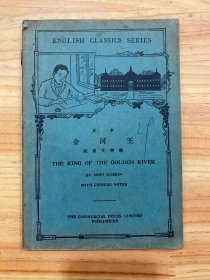 ENGLISH CLASSICS SERIES
金河王
THE KING OF THE GOLDEN RIVER
BY JOHN RUSKIN
WITH CHINESE NOTES
THE COMMERCIAL PRESS, LIMITED
PUBLISHERS